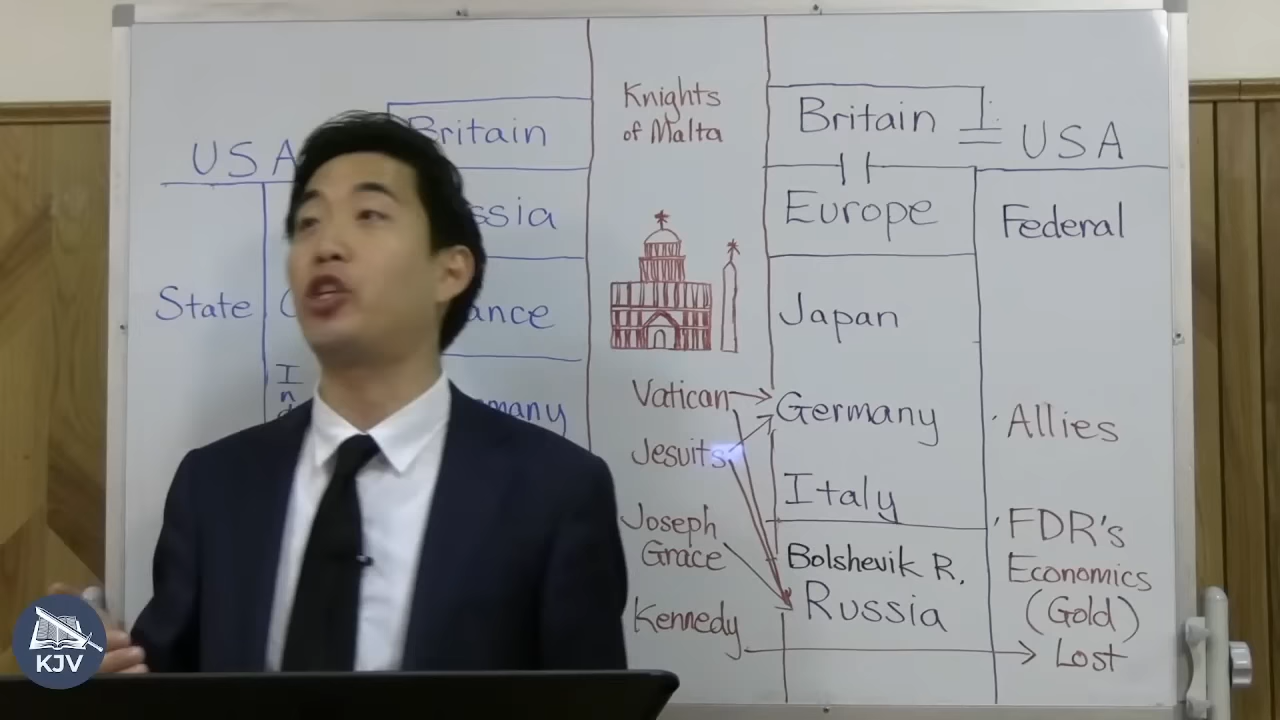 USA
Britain
ssia
State
ance
Ind
many
Knights
of Malta
Vatican
Jesuits
Joseph
Grace
Kennedy
Britain
USA
Europe
Federal
Japan
Germany
Allies
Italy
FDR's
Economics
(Gold)
Bolshevik R.
Russia
Lost
KJV